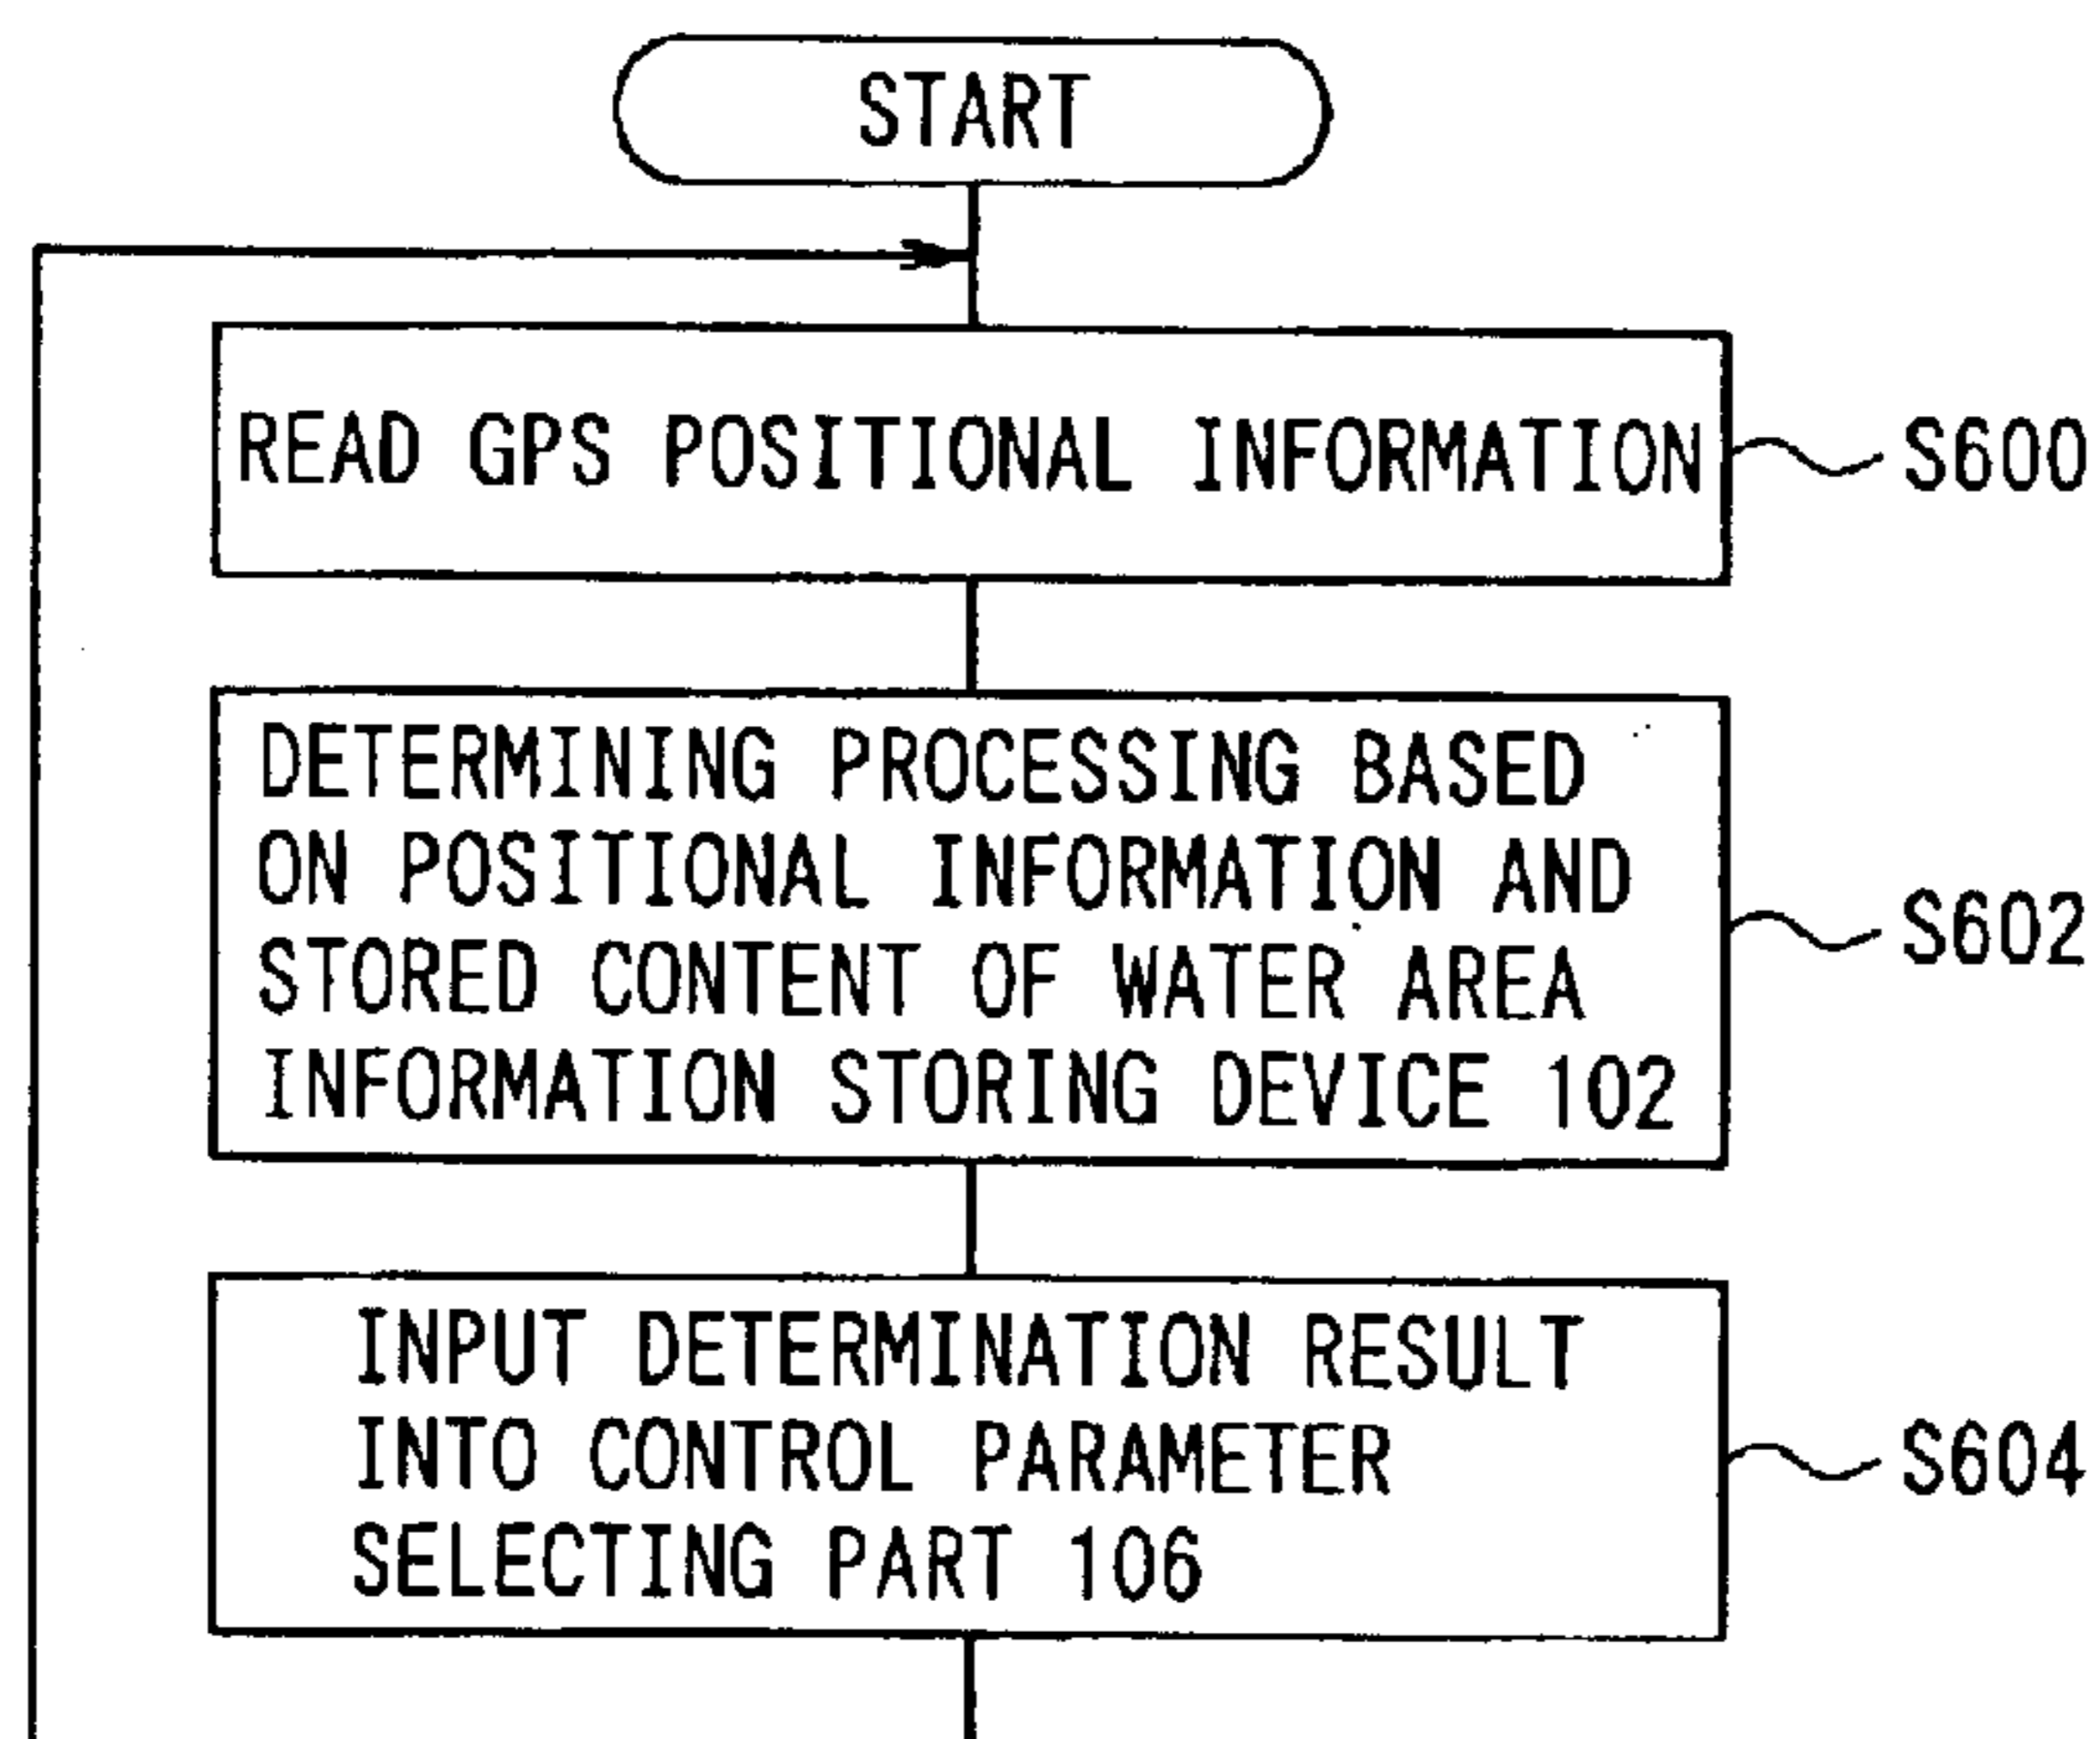 START
READ GPS POSITIONAL INFORMATION
S600
DETERMINING PROCESSING BASED
ON POSITIONAL INFORMATION AND
STORED CONTENT OF WATER AREA
INFORMATION STORING DEVICE 102
S602
INPUT DETERMINATION RESULT
INTO CONTROL PARAMETER
SELECTING PART 106
S604